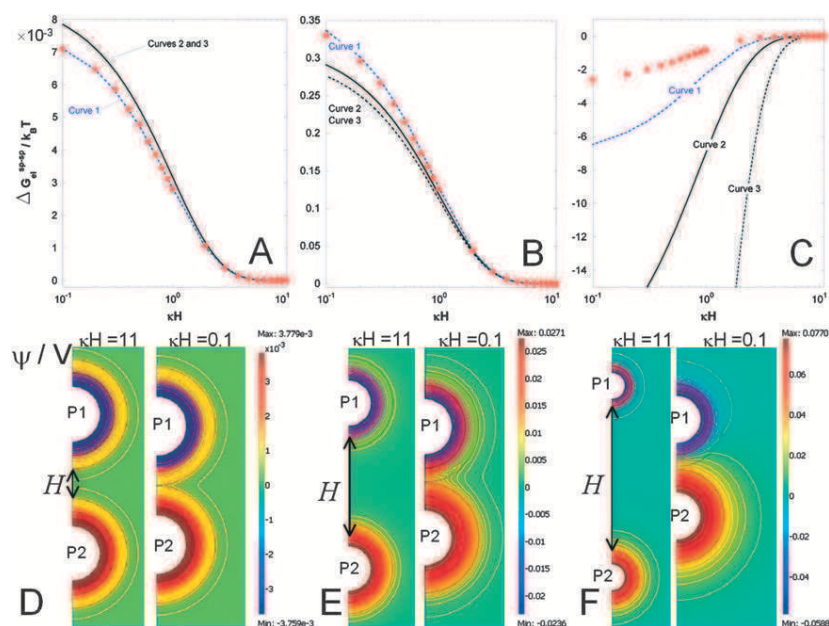 8
×10⁻³
7
6
5
4
3
2
1
0
ΔG_el^sp-sp / k_BT
Curves 2 and 3
Curve 1
A
10⁻¹
10⁰
10¹
κH
0.35
0.3
0.25
0.2
0.15
0.1
0.05
0
Curve 1
Curve 2
Curve 3
B
10⁻¹
10⁰
10¹
κH
0
-2
-4
-6
-8
-10
-12
-14
Curve 1
Curve 2
Curve 3
C
10⁻¹
10⁰
10¹
κH
ψ / V
κH =11
κH =0.1
Max: 3.779e-3
×10⁻³
3
2
1
0
-1
-2
-3
Min: -3.759e-3
P1
P1
H
P2
P2
D
κH =11
κH =0.1
Max: 0.0271
0.025
0.02
0.015
0.01
0.005
0
-0.005
-0.01
-0.015
-0.02
Min: -0.0236
P1
P1
H
P2
P2
E
κH =11
κH =0.1
Max: 0.0770
0.06
0.04
0.02
0
-0.02
-0.04
Min: -0.0588
P1
P1
H
P2
P2
F